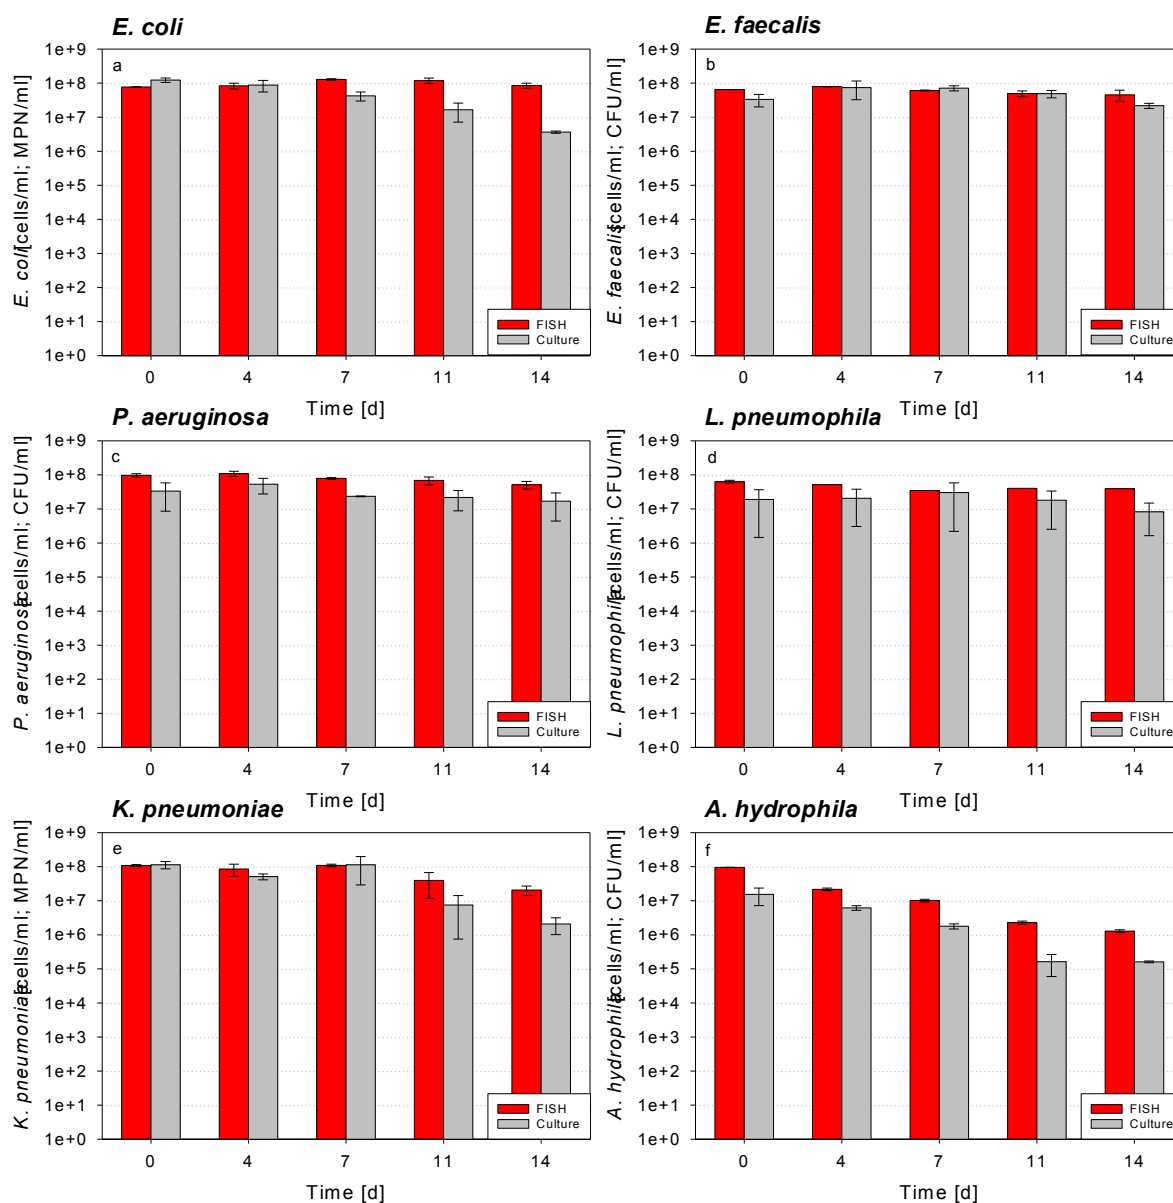 E. coli
a
E. coli[cells/ml; MPN/ml]
1e+9
1e+8
1e+7
1e+6
1e+5
1e+4
1e+3
1e+2
1e+1
1e+0
FISH
Culture
0 4 7 11 14
Time [d]
E. faecalis
b
E. faecalis[cells/ml; CFU/ml]
1e+9
1e+8
1e+7
1e+6
1e+5
1e+4
1e+3
1e+2
1e+1
1e+0
FISH
Culture
0 4 7 11 14
Time [d]
P. aeruginosa
c
P. aeruginosa[cells/ml; CFU/ml]
1e+9
1e+8
1e+7
1e+6
1e+5
1e+4
1e+3
1e+2
1e+1
1e+0
FISH
Culture
0 4 7 11 14
Time [d]
L. pneumophila
d
L. pneumophila[cells/ml; CFU/ml]
1e+9
1e+8
1e+7
1e+6
1e+5
1e+4
1e+3
1e+2
1e+1
1e+0
FISH
Culture
0 4 7 11 14
Time [d]
K. pneumoniae
e
K. pneumoniae[cells/ml; MPN/ml]
1e+9
1e+8
1e+7
1e+6
1e+5
1e+4
1e+3
1e+2
1e+1
1e+0
FISH
Culture
0 4 7 11 14
Time [d]
A. hydrophila
f
A. hydrophila[cells/ml; CFU/ml]
1e+9
1e+8
1e+7
1e+6
1e+5
1e+4
1e+3
1e+2
1e+1
1e+0
FISH
Culture
0 4 7 11 14
Time [d]